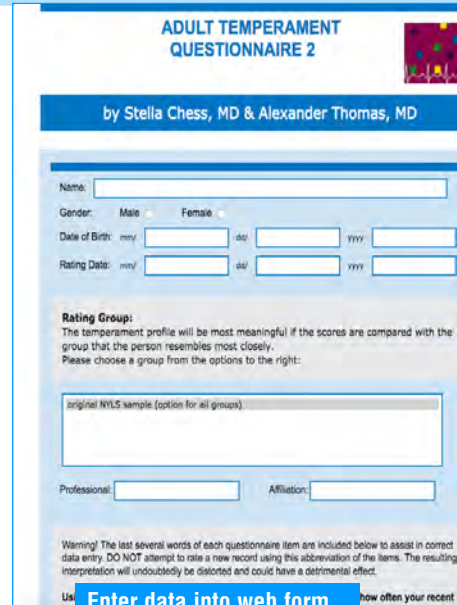 ADULT TEMPERAMENT
QUESTIONNAIRE 2
by Stella Chess, MD & Alexander Thomas, MD
Name:
Gender: Male Female
Date of Birth: mm/ dd/ yyyy
Rating Date: mm/ dd/ yyyy
Rating Group:
The temperament profile will be most meaningful if the scores are compared with the
group that the person resembles most closely.
Please choose a group from the options to the right:
original NYLS sample (option for all groups)
Professional: Affiliation:
Warning! The last several words of each questionnaire item are included below to assist in correct
data entry. DO NOT attempt to rate a new record using this abbreviation of the items. The resulting
interpretation will undoubtedly be distorted and could have a detrimental effect.
how often your recent
Enter data into web form